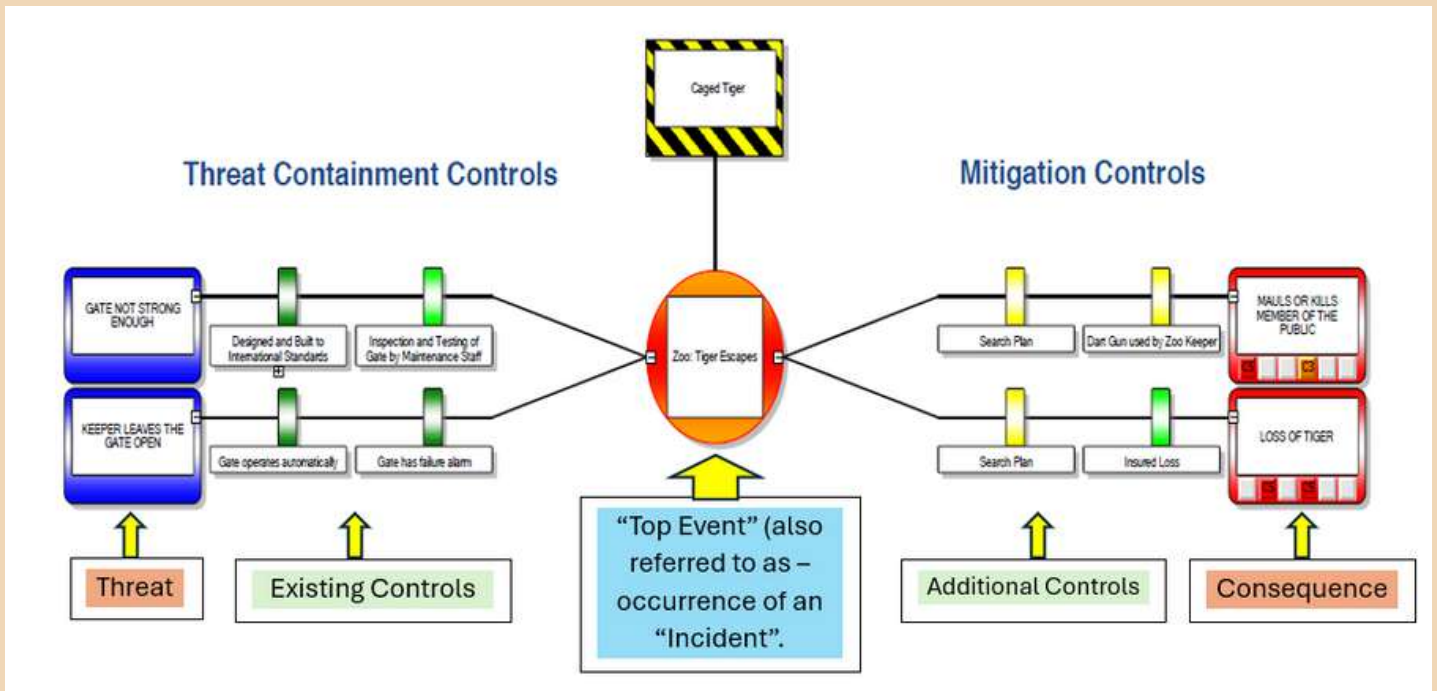 Caged Tiger
Threat Containment Controls
Mitigation Controls
GATE NOT STRONG
ENOUGH
Designed and Built to
International Standards
Inspection and Testing of
Gate by Maintenance Staff
Zoo: Tiger Escapes
Search Plan
Dart Gun used by Zoo Keeper
MAULS OR KILLS
MEMBER OF THE
PUBLIC
C3
KEEPER LEAVES THE
GATE OPEN
Gate operates automatically
Gate has failure alarm
Search Plan
Insured Loss
LOSS OF TIGER
Threat
Existing Controls
“Top Event” (also
referred to as –
occurrence of an
“Incident”.
Additional Controls
Consequence